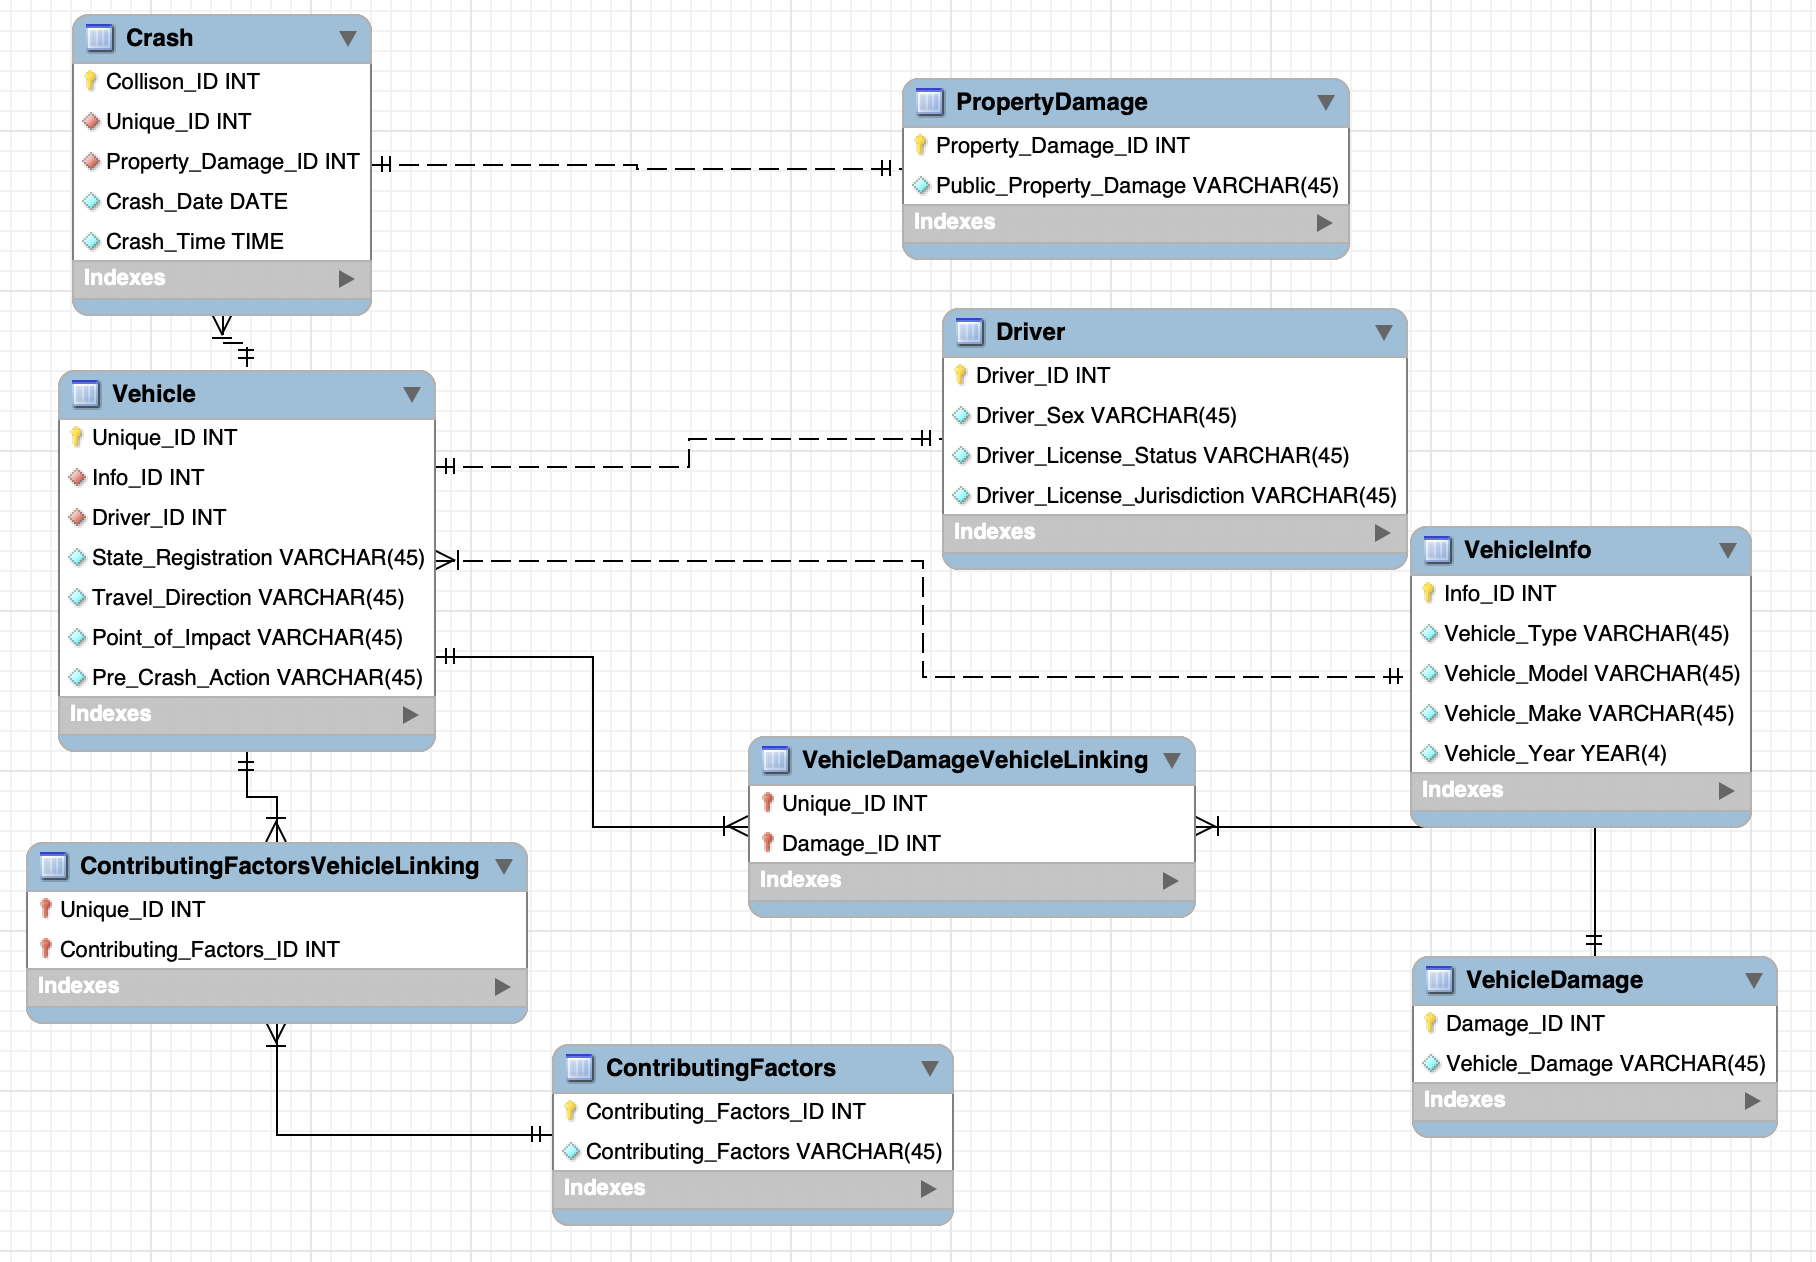 Crash
Collison_ID INT
Unique_ID INT
Property_Damage_ID INT
Crash_Date DATE
Crash_Time TIME
Indexes
PropertyDamage
Property_Damage_ID INT
Public_Property_Damage VARCHAR(45)
Indexes
Driver
Driver_ID INT
Driver_Sex VARCHAR(45)
Driver_License_Status VARCHAR(45)
Driver_License_Jurisdiction VARCHAR(45)
Indexes
Vehicle
Unique_ID INT
Info_ID INT
Driver_ID INT
State_Registration VARCHAR(45)
Travel_Direction VARCHAR(45)
Point_of_Impact VARCHAR(45)
Pre_Crash_Action VARCHAR(45)
Indexes
VehicleInfo
Info_ID INT
Vehicle_Type VARCHAR(45)
Vehicle_Model VARCHAR(45)
Vehicle_Make VARCHAR(45)
Vehicle_Year YEAR(4)
Indexes
VehicleDamageVehicleLinking
Unique_ID INT
Damage_ID INT
Indexes
ContributingFactorsVehicleLinking
Unique_ID INT
Contributing_Factors_ID INT
Indexes
VehicleDamage
Damage_ID INT
Vehicle_Damage VARCHAR(45)
Indexes
ContributingFactors
Contributing_Factors_ID INT
Contributing_Factors VARCHAR(45)
Indexes